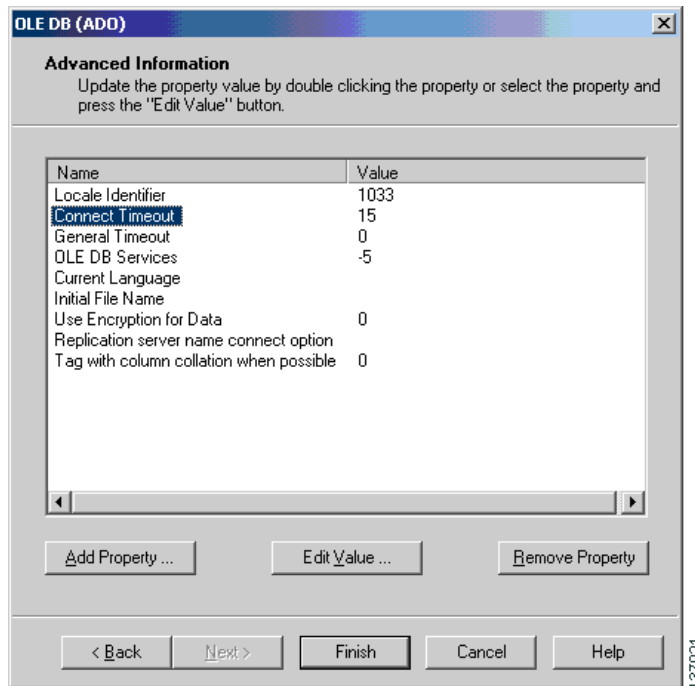 OLE DB (ADO)
Advanced Information
Update the property value by double clicking the property or select the property and
press the "Edit Value" button.
Name Value
Locale Identifier 1033
Connect Timeout 15
General Timeout 0
OLE DB Services -5
Current Language
Initial File Name
Use Encryption for Data 0
Replication server name connect option
Tag with column collation when possible 0
Add Property ... Edit Value ... Remove Property
< Back Next > Finish Cancel Help